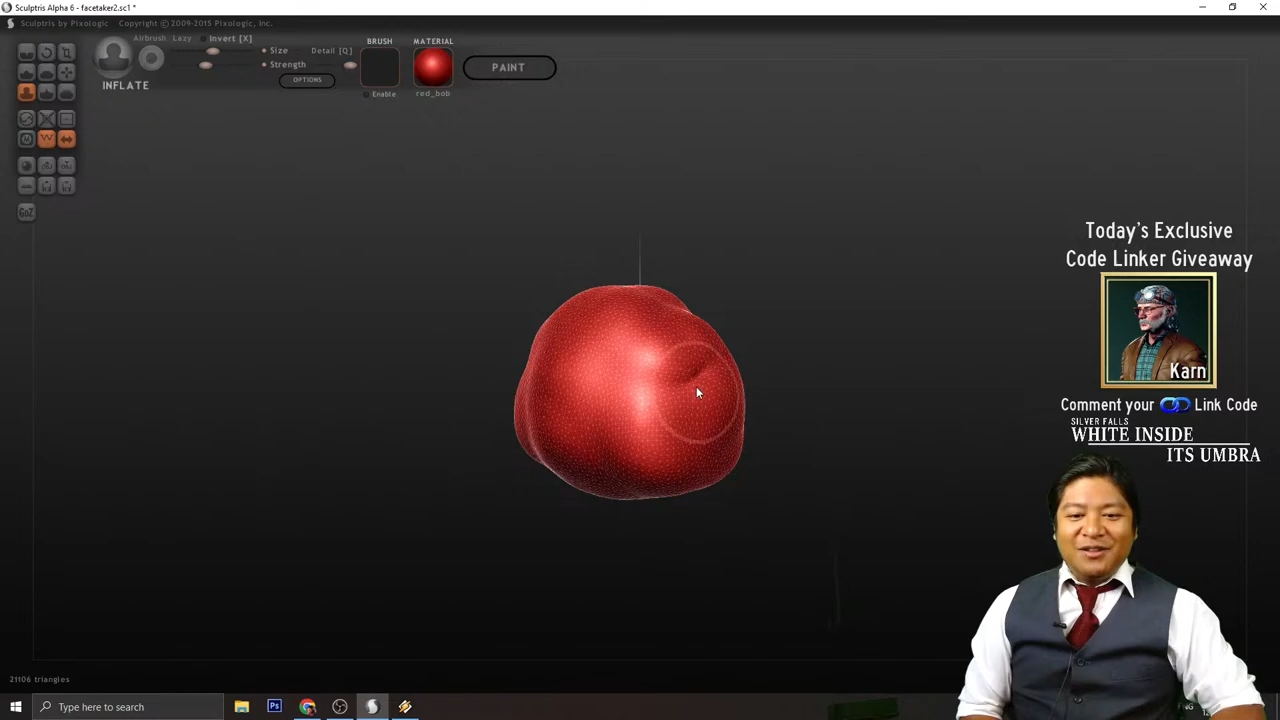 Sculptris Alpha 6 - facetaker2.sc1 *
Sculptris by Pixologic Copyright © 2009-2015 Pixologic, Inc.
Airbrush Lazy Invert [X]
Size Detail [Q]
Strength
OPTIONS
INFLATE
BRUSH
Enable
MATERIAL
red_bob
PAINT
GoZ
Today's Exclusive
Code Linker Giveaway
Karn
Comment your Link Code
SILVER FALLS
WHITE INSIDE
ITS UMBRA
21106 triangles
Type here to search
Ps